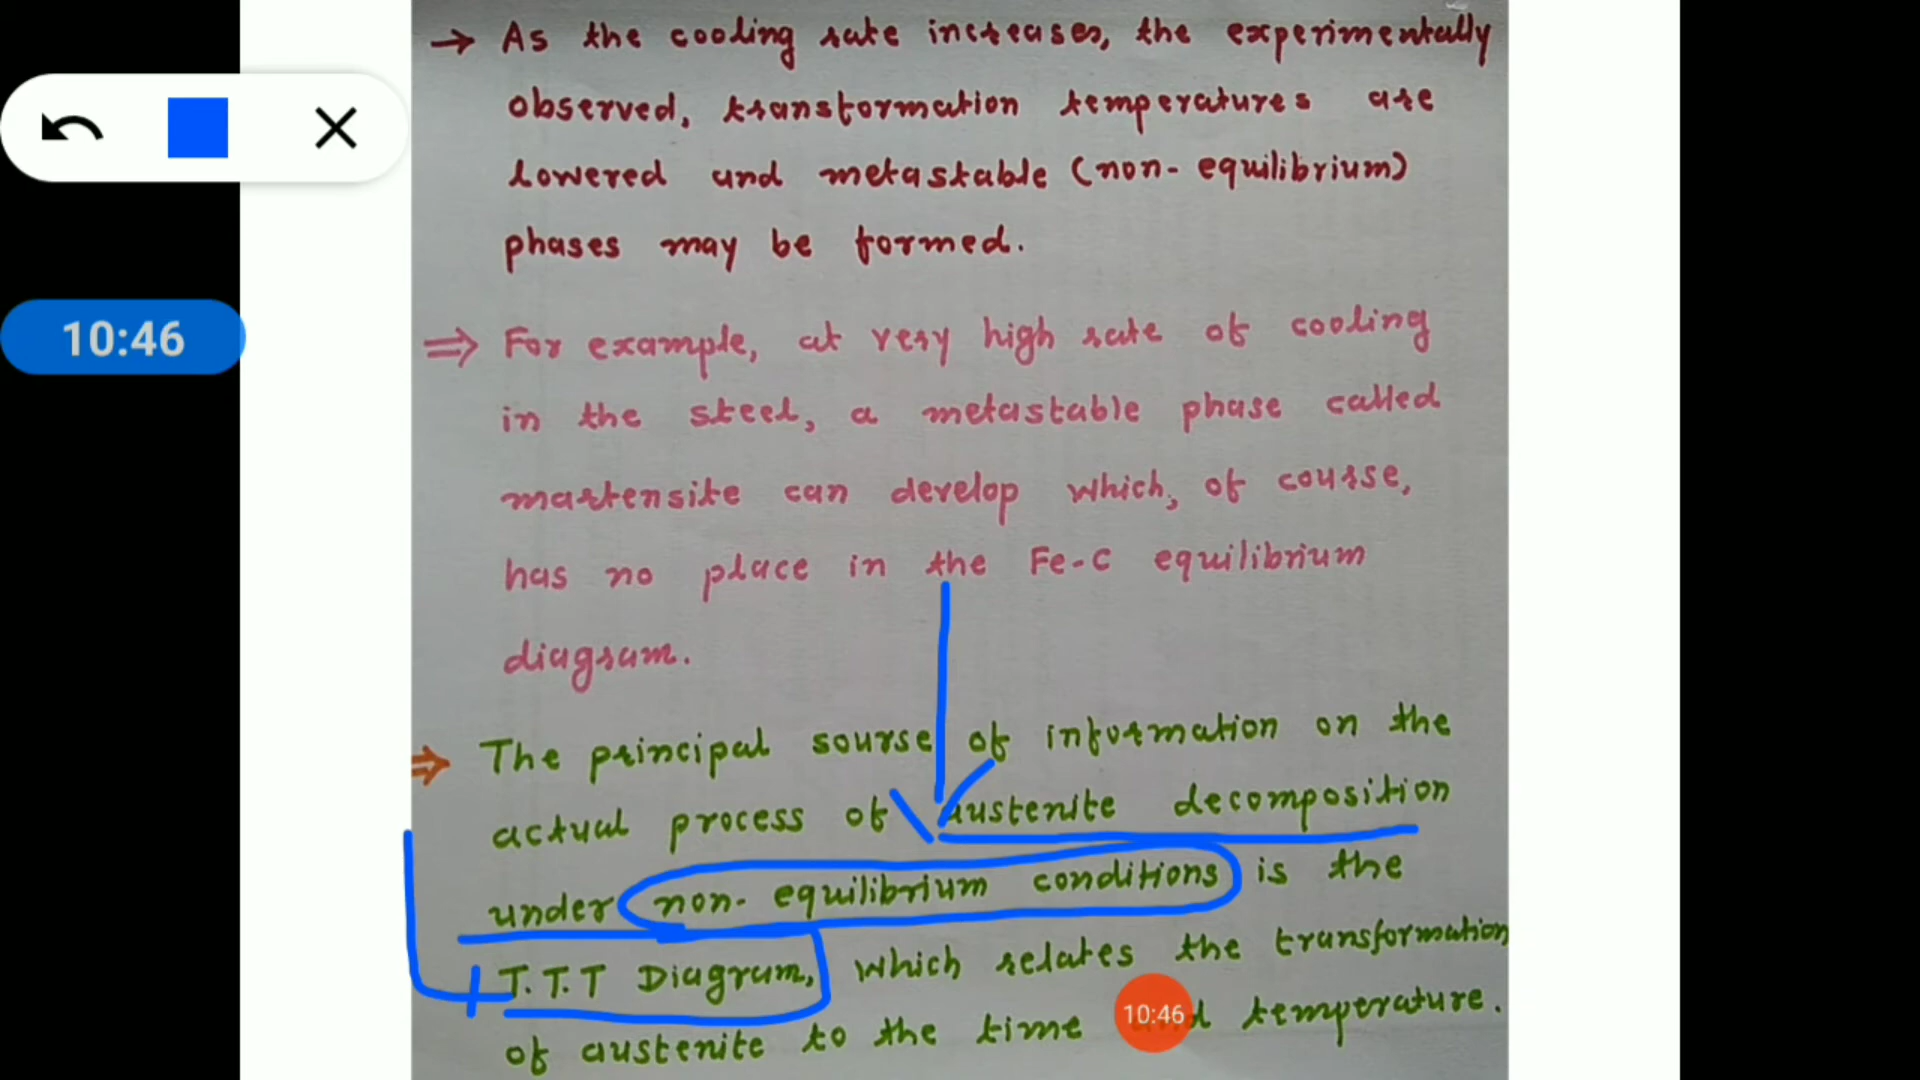 → As the cooling rate increases, the experimentally
observed, transformation temperatures are
lowered and metastable (non-equilibrium)
phases may be formed.
10:46
⇒ For example, at very high rate of cooling
in the steel, a metastable phase called
martensite can develop which, of course,
has no place in the Fe-C equilibrium
diagram.
⇒ The principal sourse of information on the
actual process of austenite decomposition
under non-equilibrium conditions is the
T.T.T Diagram, which relates the transformation
of austenite to the time and temperature.
10:46